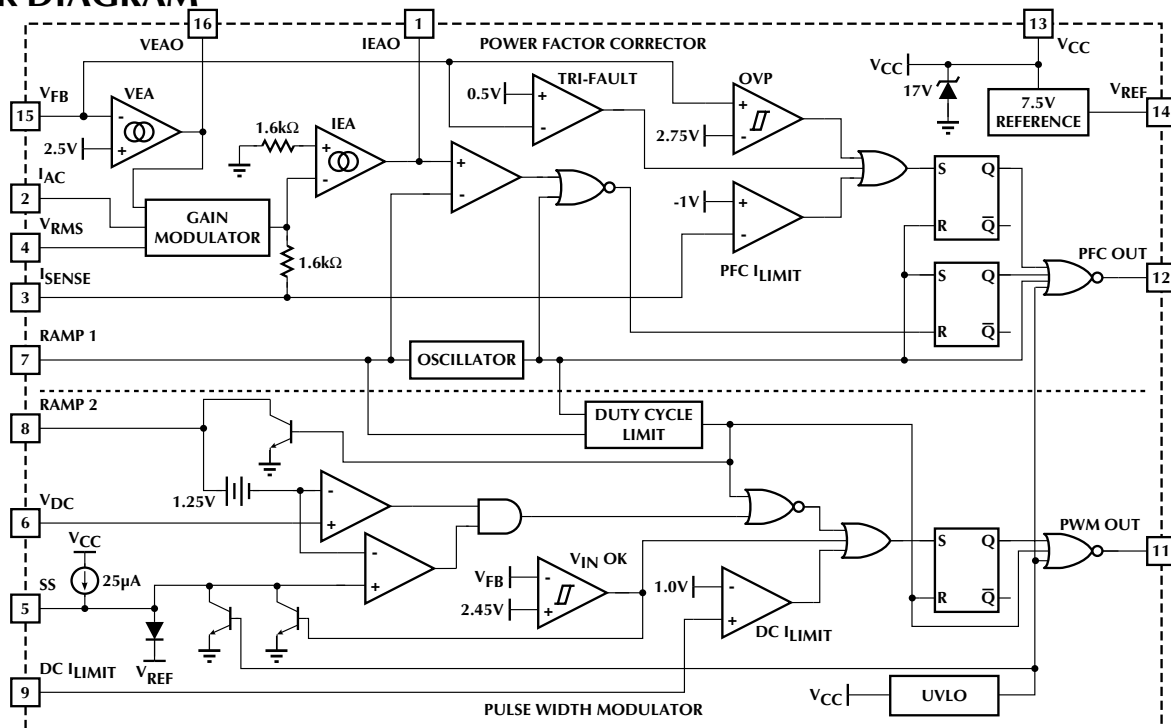 R DIAGRAM
16
VEAO
1
IEAO
POWER FACTOR CORRECTOR
13
VCC
VCC
17V
7.5V
REFERENCE
VREF
14
VFB
15
2.5V
VEA
-
+
1.6kΩ
IEA
+
-
+
-
0.5V
TRI-FAULT
+
-
OVP
+
-
2.75V
IAC
2
VRMS
4
GAIN
MODULATOR
1.6kΩ
-1V
+
-
PFC ILIMIT
S
Q
R
Q
S
Q
R
Q
PFC OUT
12
ISENSE
3
RAMP 1
7
OSCILLATOR
RAMP 2
8
DUTY CYCLE
LIMIT
1.25V
-
+
VDC
6
-
+
VCC
25µA
SS
5
VREF
VIN OK
VFB
-
2.45V
+
1.0V
-
+
DC ILIMIT
S
Q
R
Q
PWM OUT
11
DC ILIMIT
9
VCC
UVLO
PULSE WIDTH MODULATOR